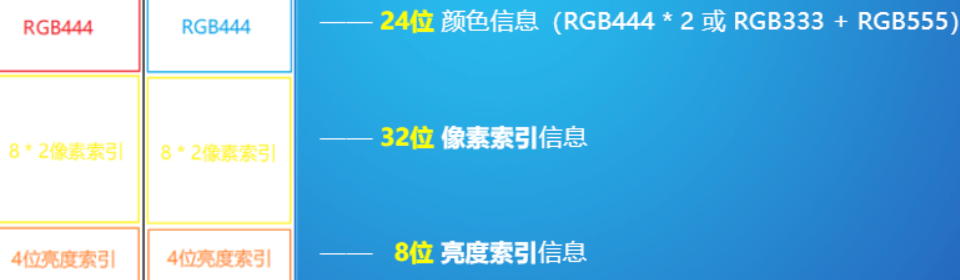 RGB444 RGB444 —— 24位 颜色信息（RGB444 * 2 或 RGB333 + RGB555）
8 * 2像素索引 8 * 2像素索引 —— 32位 像素索引信息
4位亮度索引 4位亮度索引 —— 8位 亮度索引信息